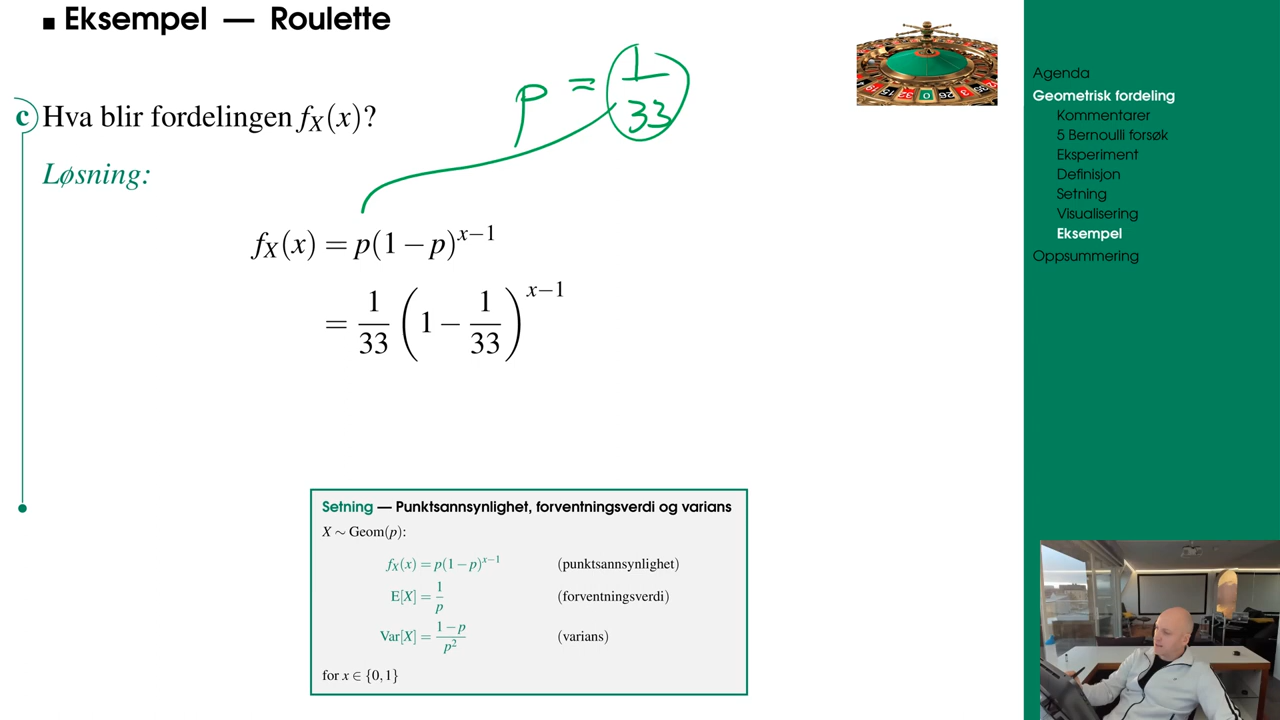 Eksempel — Roulette
p = 1/33
c Hva blir fordelingen f_X(x)?
Løsning:
f_X(x) = p(1 − p)^{x−1}
= 1/33 (1 − 1/33)^{x−1}
Setning — Punktsannsynlighet, forventningsverdi og varians
X ∼ Geom(p):
f_X(x) = p(1−p)^{x−1} (punktsannsynlighet)
E[X] = 1/p (forventningsverdi)
Var[X] = (1−p)/p² (varians)
for x ∈ {0,1}
Agenda
Geometrisk fordeling
Kommentarer
5 Bernoulli forsøk
Eksperiment
Definisjon
Setning
Visualisering
Eksempel
Oppsummering